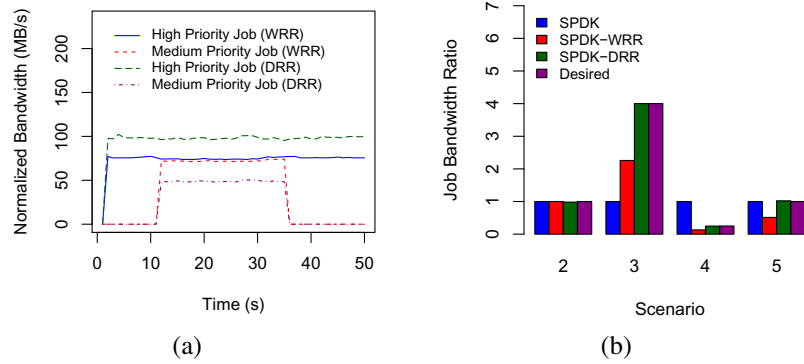 Normalized Bandwidth (MB/s)
200
150
100
50
0
High Priority Job (WRR)
Medium Priority Job (WRR)
High Priority Job (DRR)
Medium Priority Job (DRR)
0 10 20 30 40 50
Time (s)
(a)
Job Bandwidth Ratio
7
6
5
4
3
2
1
0
SPDK
SPDK-WRR
SPDK-DRR
Desired
2 3 4 5
Scenario
(b)